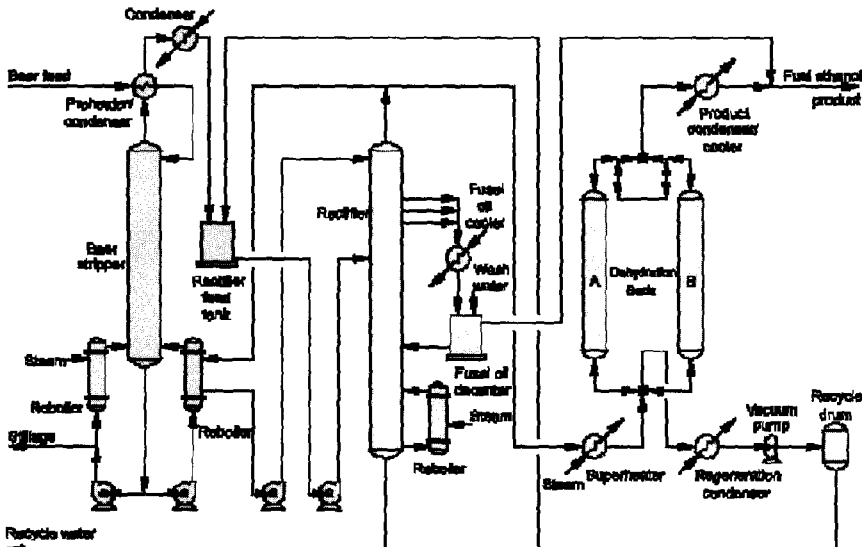 Condenser
Beer feed
Preheater/
condenser
Fuel ethanol
product
Product
condenser/
cooler
Rectifier
Fusel
oil
cooler
Beer
stripper
Wash
water
Rectifier
feed
tank
A
Dehydration
Beds
B
Steam
Reboiler
Reboiler
Fusel oil
decanter
Steam
Reboiler
Stillage
Vacuum
pump
Recycle
drum
Steam
Superheater
Regeneration
condenser
Recycle water